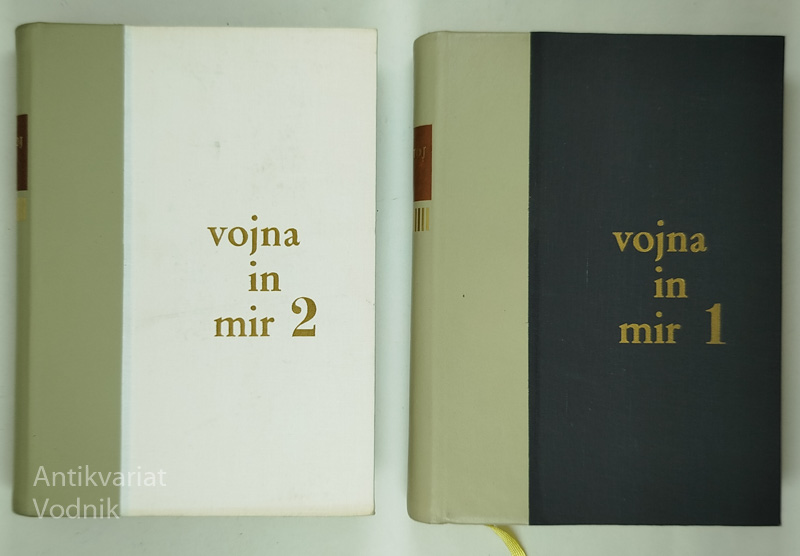 vojna
in
mir 2
vojna
in
mir 1
Antikvariat
Vodnik